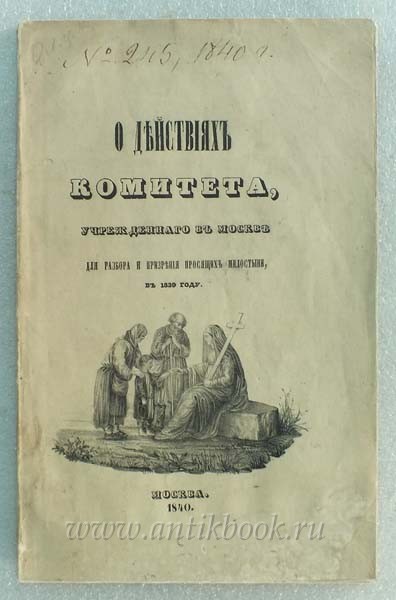 № 245, 1840 г.
О ДѢЙСТВІЯХЪ
КОМИТЕТА,
УЧРЕЖДЕННАГО ВЪ МОСКВѢ
ДЛЯ РАЗБОРА И ПРИЗРѢНІЯ ПРОСЯЩИХЪ МИЛОСТЫНИ,
ВЪ 1839 ГОДУ.
МОСКВА.
1840.
www.antikbook.ru